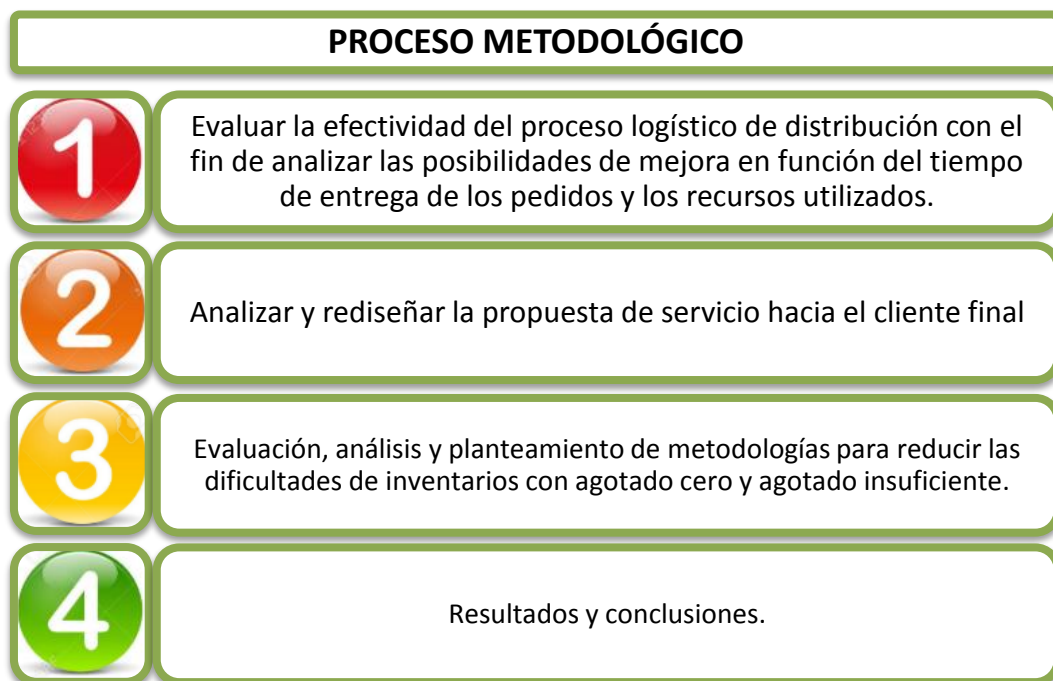 PROCESO METODOLÓGICO
1
Evaluar la efectividad del proceso logístico de distribución con el
fin de analizar las posibilidades de mejora en función del tiempo
de entrega de los pedidos y los recursos utilizados.
2
Analizar y rediseñar la propuesta de servicio hacia el cliente final
3
Evaluación, análisis y planteamiento de metodologías para reducir las
dificultades de inventarios con agotado cero y agotado insuficiente.
4
Resultados y conclusiones.